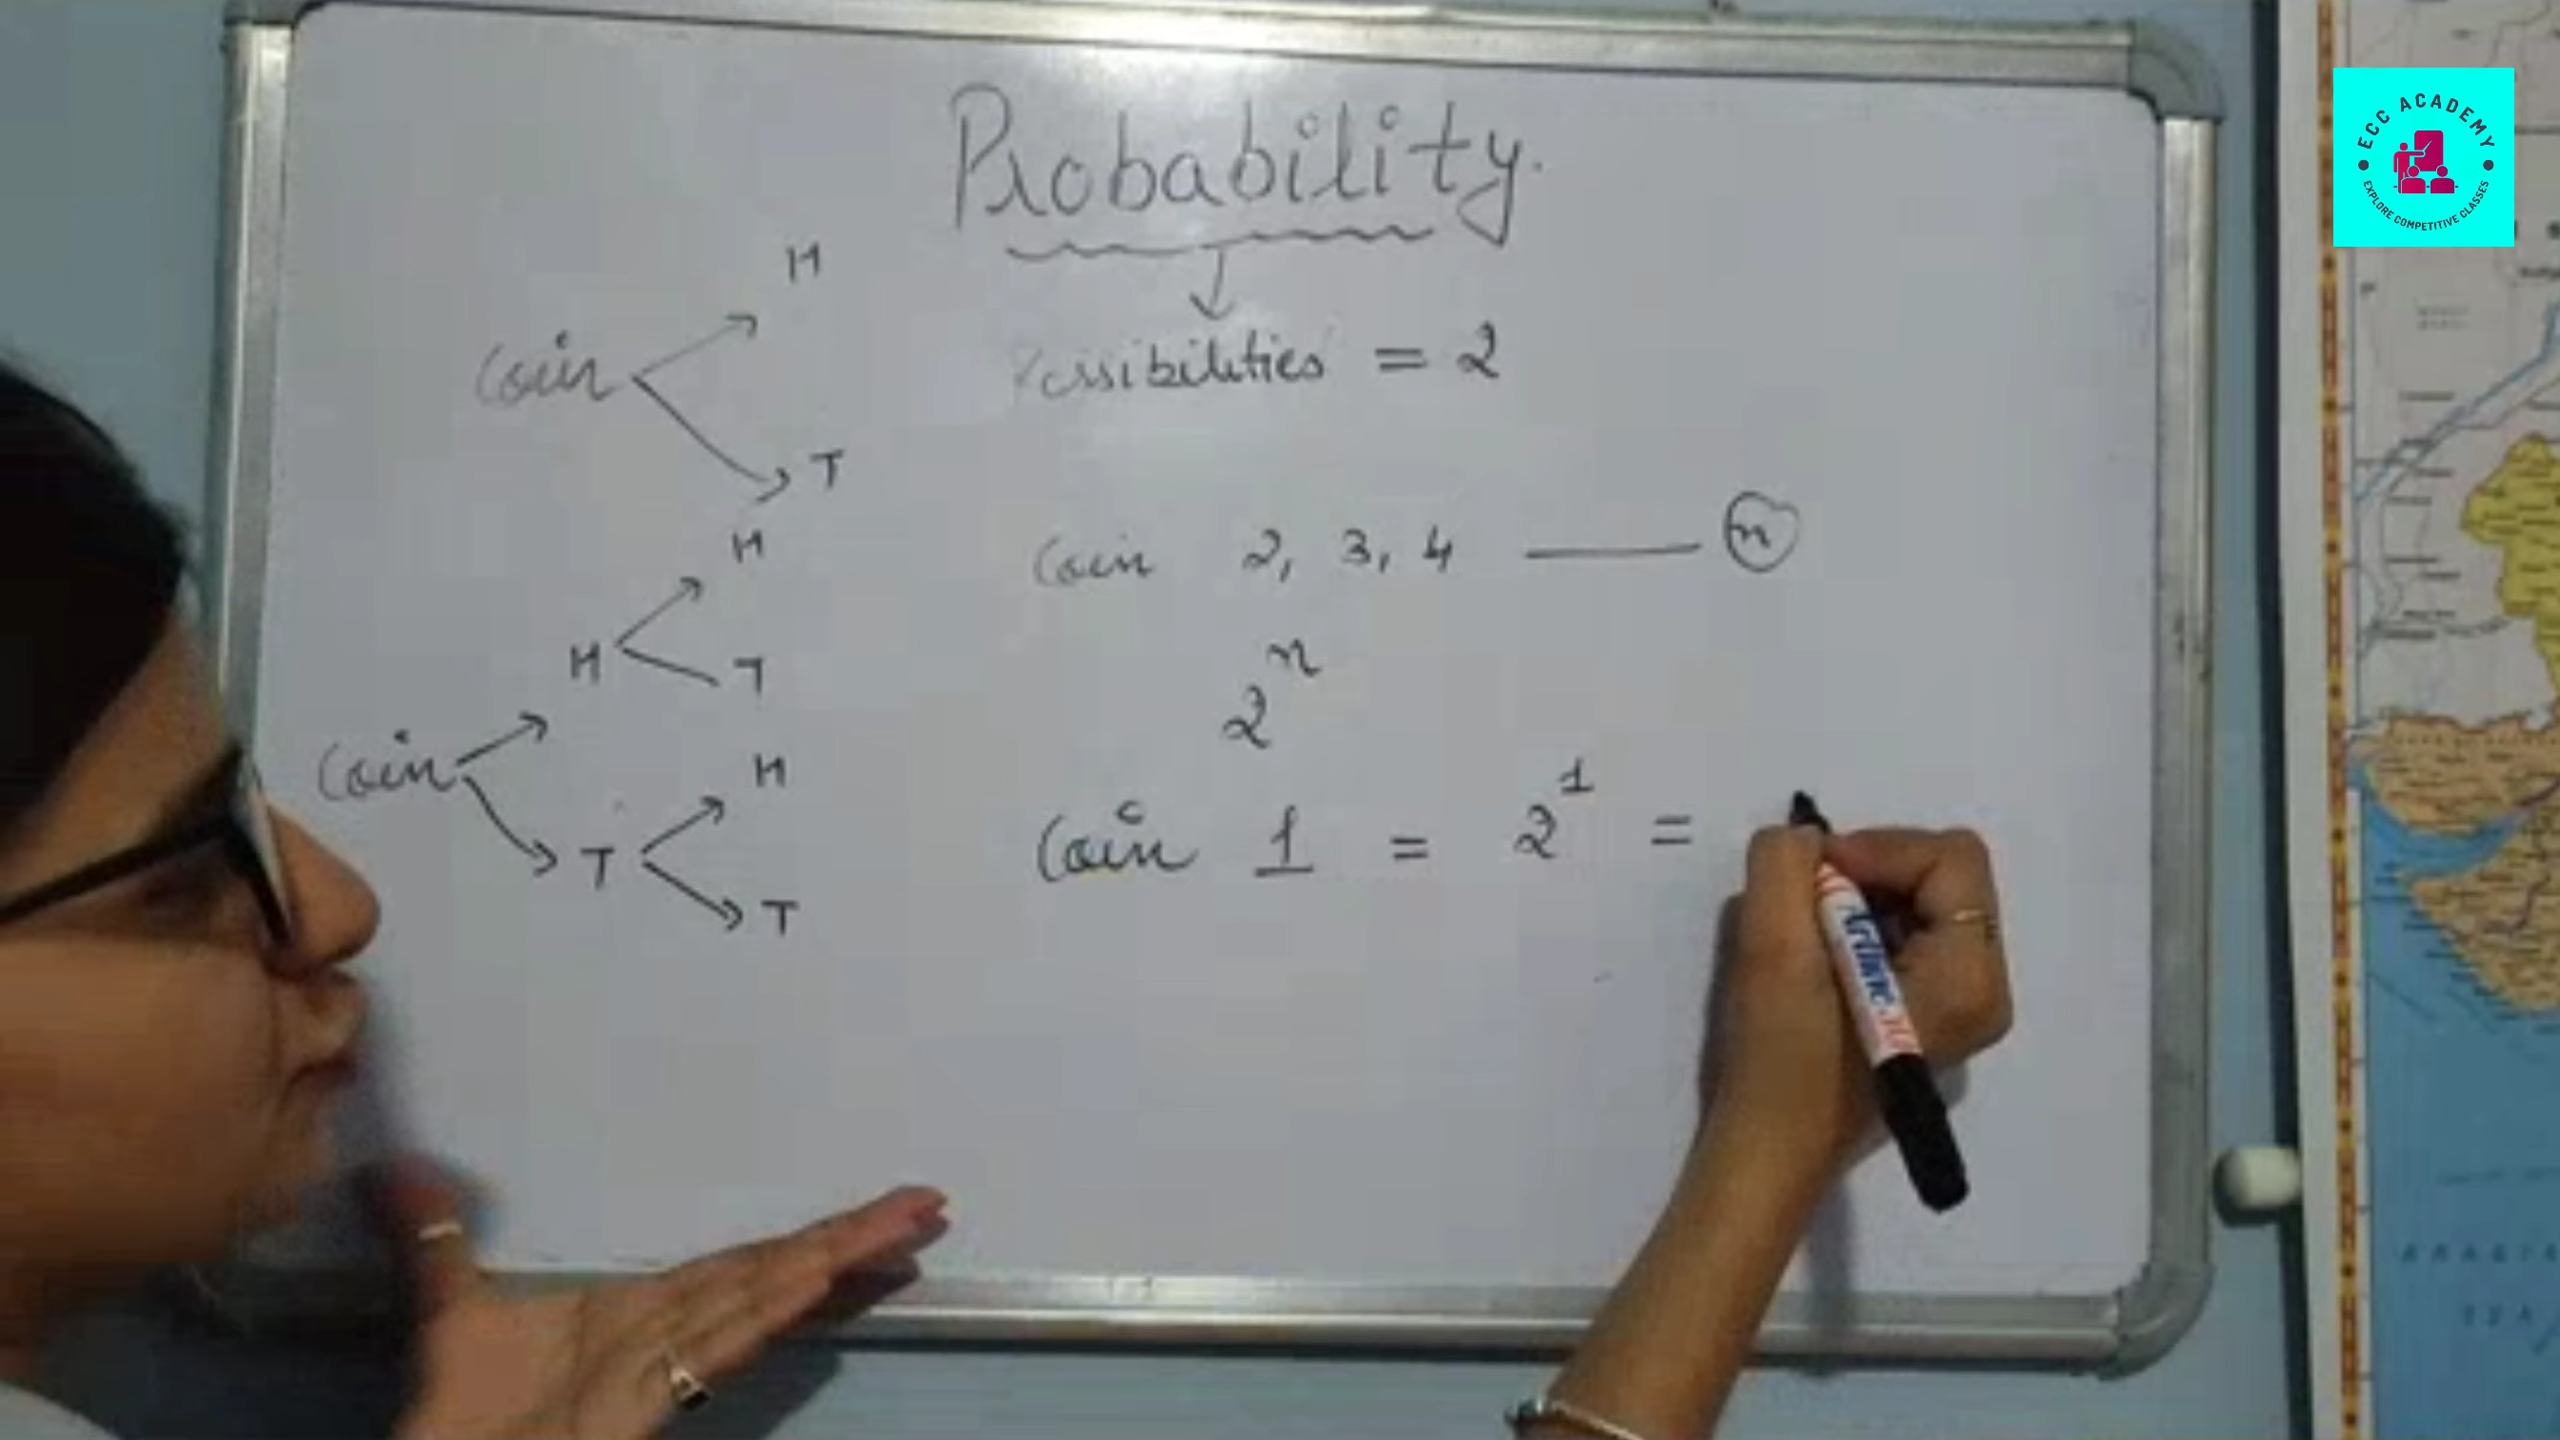 Probability.
H
Coin
T
Possibilities = 2
H
H
T
Coin
H
T
T
Coin 2, 3, 4 n
2^n
Coin 1 = 2^1 =
ECC ACADEMY
EXPLORE COMPETITIVE CLASSES
Artline